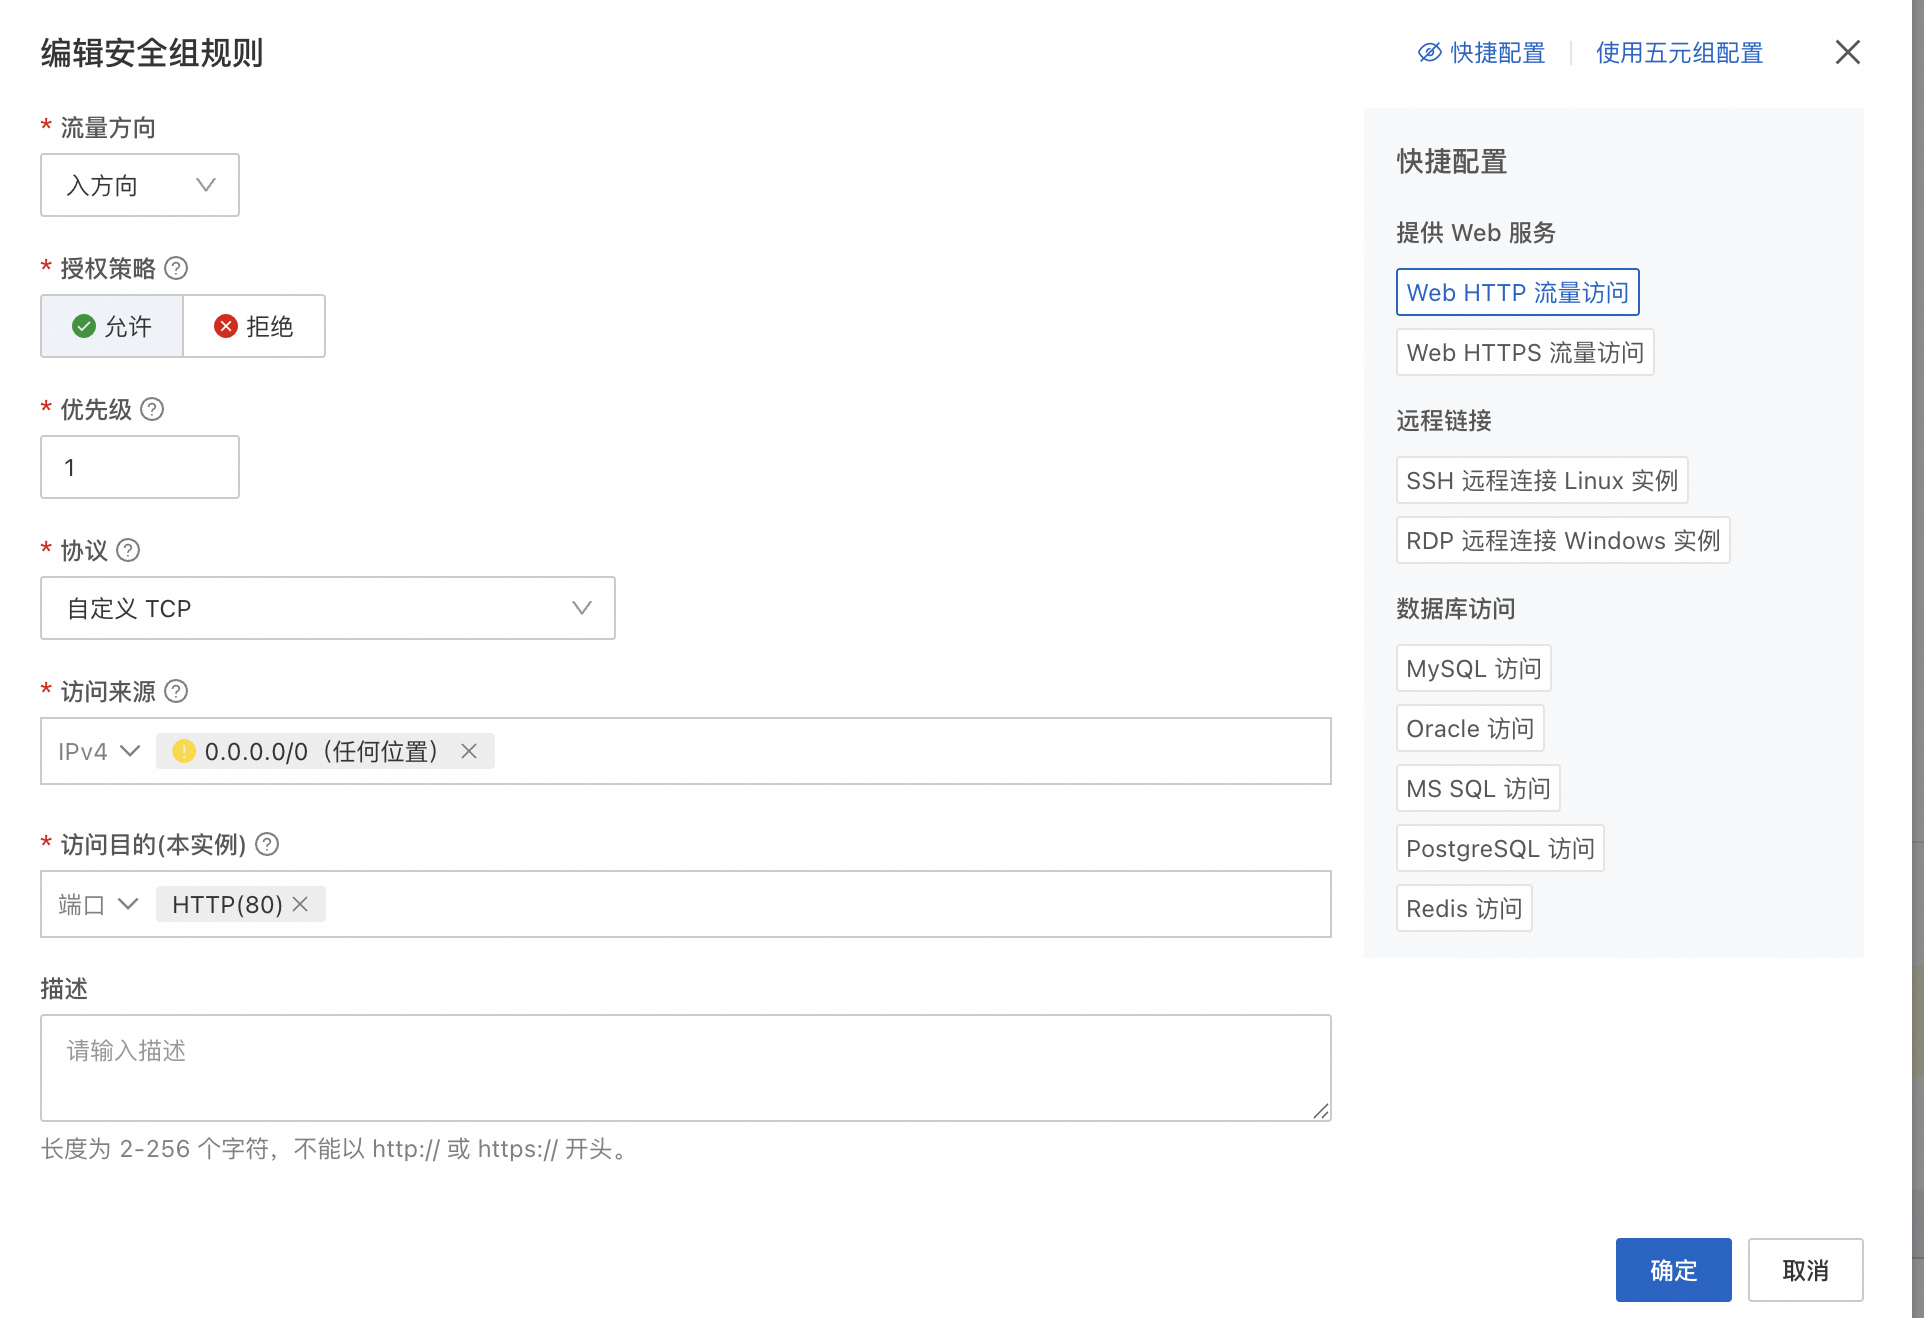 编辑安全组规则
快捷配置
使用五元组配置
* 流量方向
入方向
* 授权策略
允许
拒绝
* 优先级
1
* 协议
自定义 TCP
* 访问来源
IPv4
0.0.0.0/0（任何位置）
* 访问目的(本实例)
端口
HTTP(80)
描述
请输入描述
长度为 2-256 个字符，不能以 http:// 或 https:// 开头。
快捷配置
提供 Web 服务
Web HTTP 流量访问
Web HTTPS 流量访问
远程链接
SSH 远程连接 Linux 实例
RDP 远程连接 Windows 实例
数据库访问
MySQL 访问
Oracle 访问
MS SQL 访问
PostgreSQL 访问
Redis 访问
确定
取消